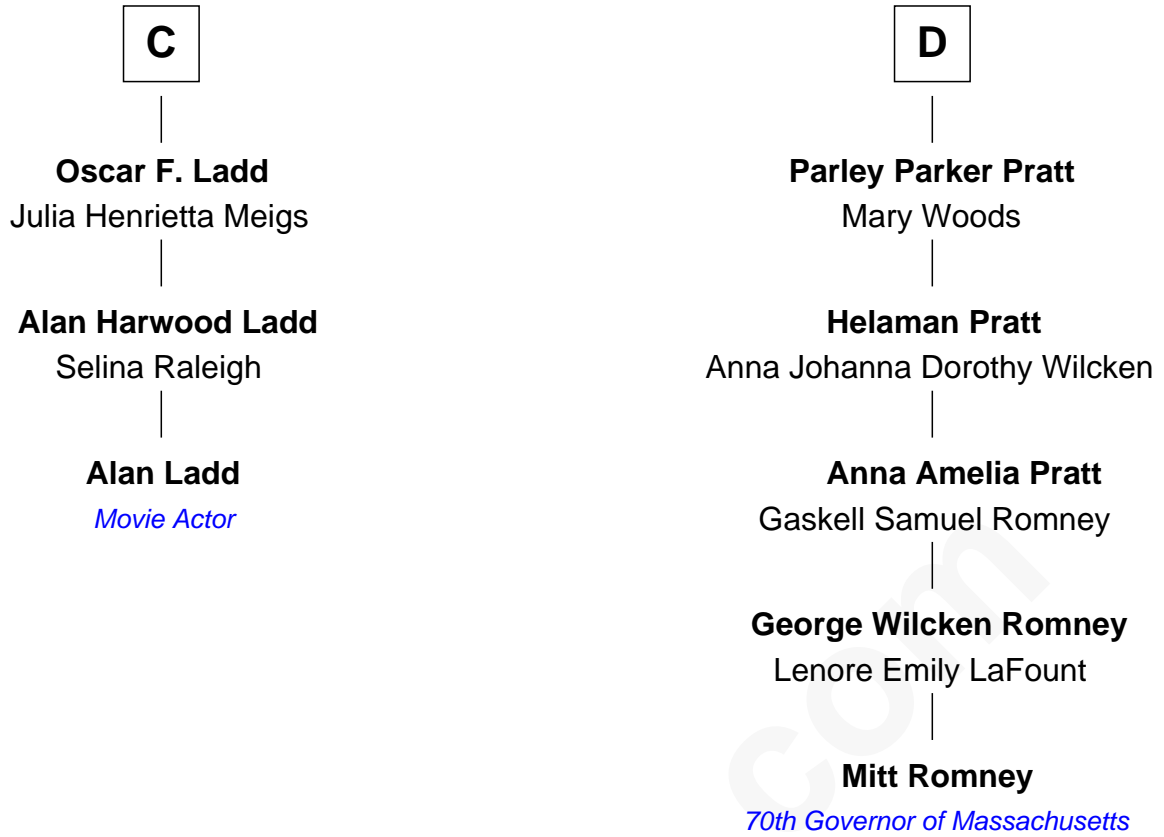 C
Oscar F. Ladd
Julia Henrietta Meigs
Alan Harwood Ladd
Selina Raleigh
Alan Ladd
Movie Actor
D
Parley Parker Pratt
Mary Woods
Helaman Pratt
Anna Johanna Dorothy Wilcken
Anna Amelia Pratt
Gaskell Samuel Romney
George Wilcken Romney
Lenore Emily LaFount
Mitt Romney
70th Governor of Massachusetts
com